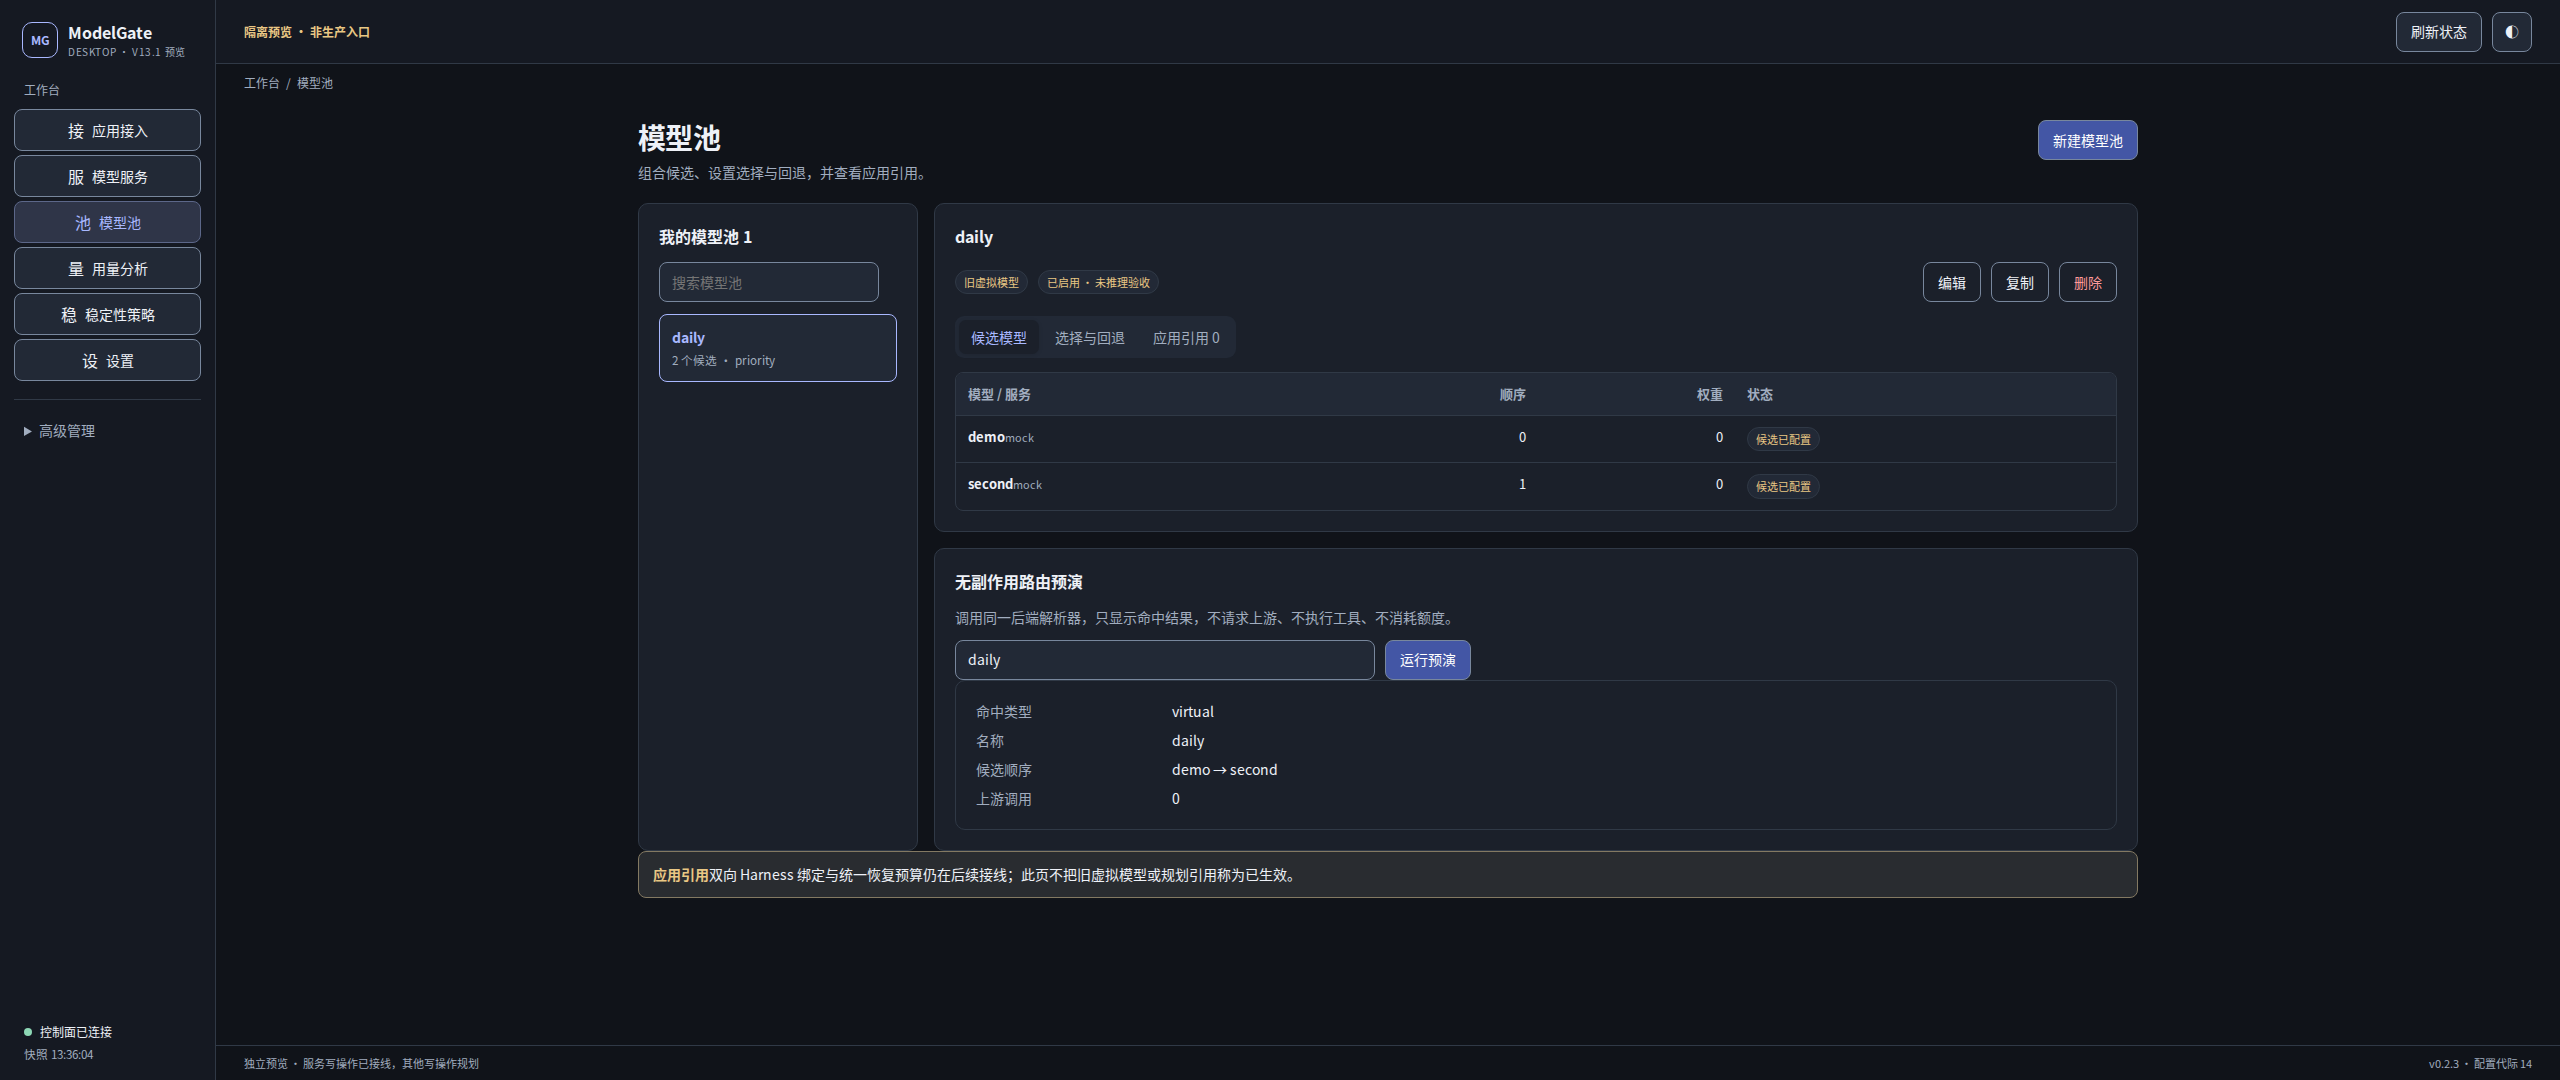 MG
ModelGate
DESKTOP · V13.1 预览
工作台
接 应用接入
服 模型服务
池 模型池
量 用量分析
稳 稳定性策略
设 设置
▶ 高级管理
控制面已连接
快照 13:36:04
隔离预览 · 非生产入口
刷新状态
工作台 / 模型池
模型池
组合候选、设置选择与回退，并查看应用引用。
新建模型池
我的模型池 1
搜索模型池
daily
2 个候选 · priority
daily
旧虚拟模型 已启用 · 未推理验收
编辑 复制 删除
候选模型 选择与回退 应用引用 0
模型 / 服务 顺序 权重 状态
demomock 0 0 候选已配置
secondmock 1 0 候选已配置
无副作用路由预演
调用同一后端解析器，只显示命中结果，不请求上游、不执行工具、不消耗额度。
daily 运行预演
命中类型 virtual
名称 daily
候选顺序 demo → second
上游调用 0
应用引用双向 Harness 绑定与统一恢复预算仍在后续接线；此页不把旧虚拟模型或规划引用称为已生效。
独立预览 · 服务写操作已接线，其他写操作规划
v0.2.3 · 配置代际 14